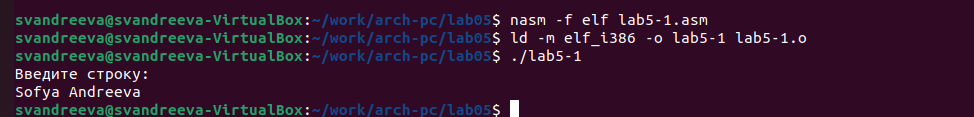 svandreeva@svandreeva-VirtualBox:~/work/arch-pc/lab05$ nasm -f elf lab5-1.asm
svandreeva@svandreeva-VirtualBox:~/work/arch-pc/lab05$ ld -m elf_i386 -o lab5-1 lab5-1.o
svandreeva@svandreeva-VirtualBox:~/work/arch-pc/lab05$ ./lab5-1
Введите строку:
Sofya Andreeva
svandreeva@svandreeva-VirtualBox:~/work/arch-pc/lab05$